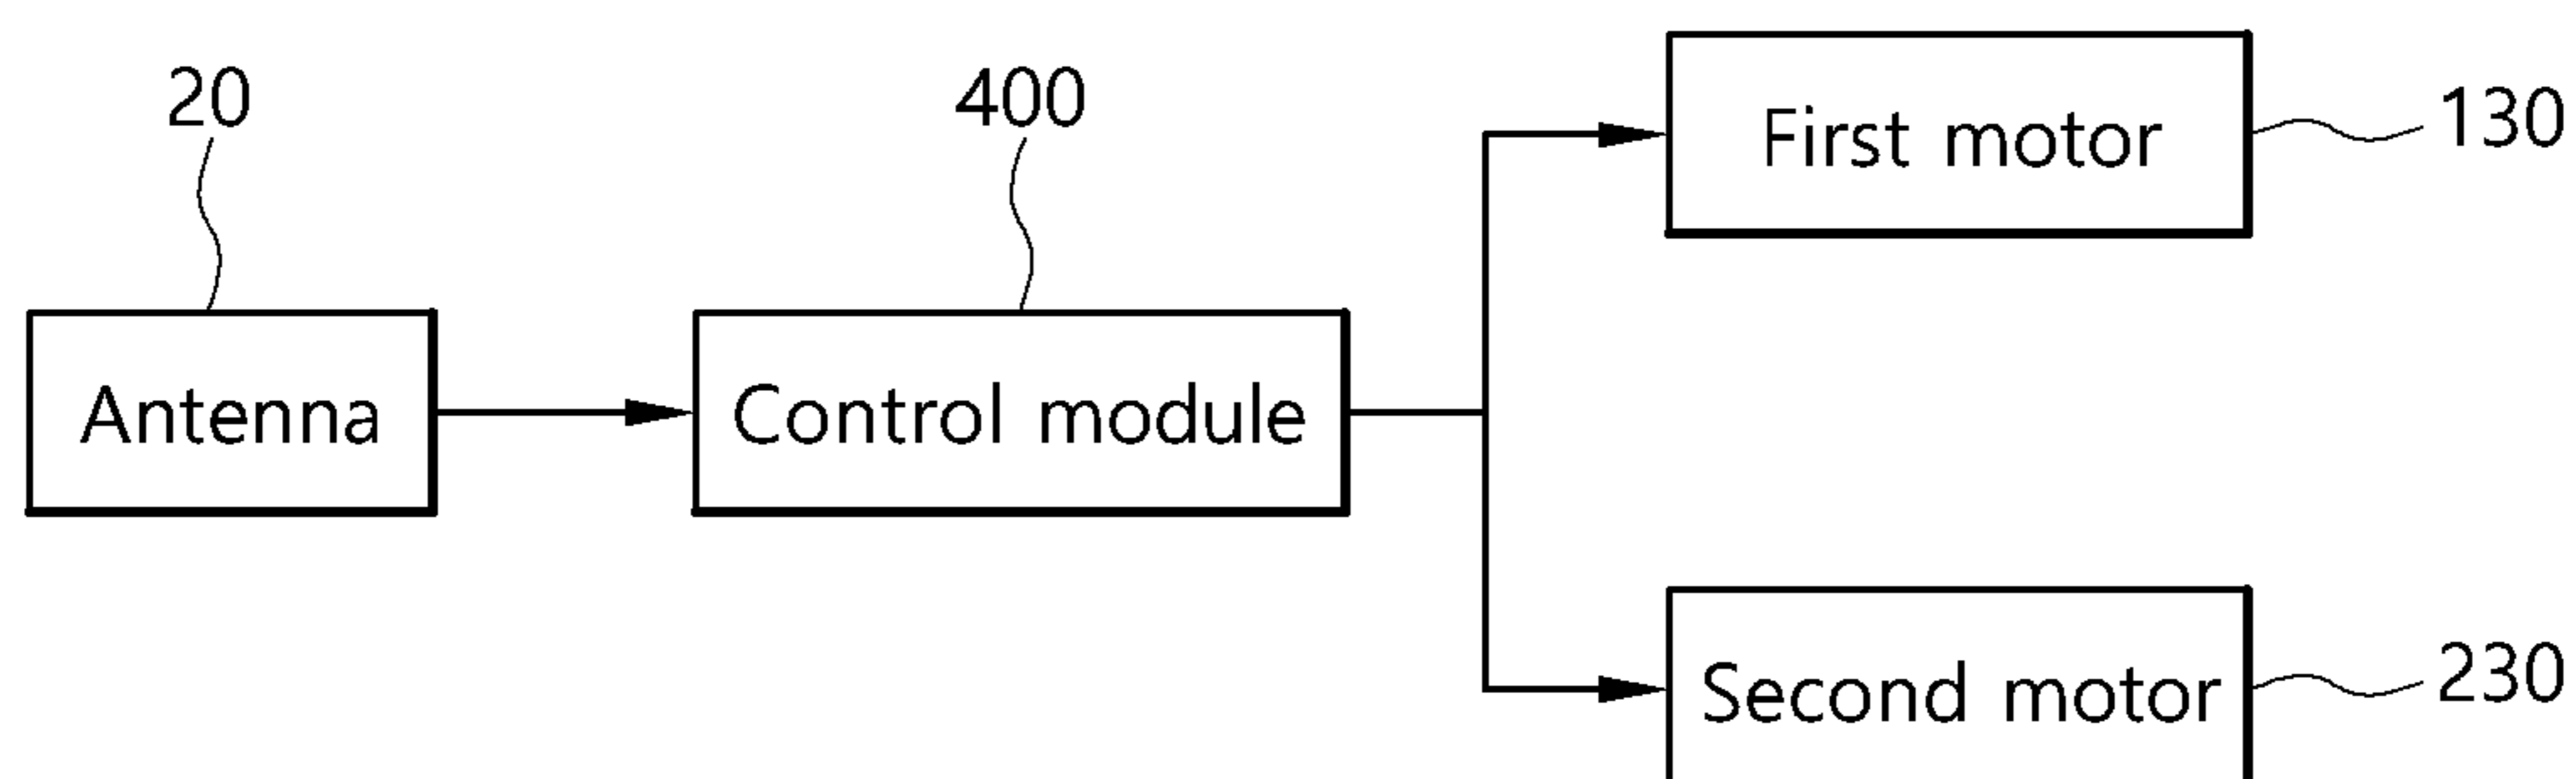 20
400
First motor
130
Antenna
Control module
Second motor
230